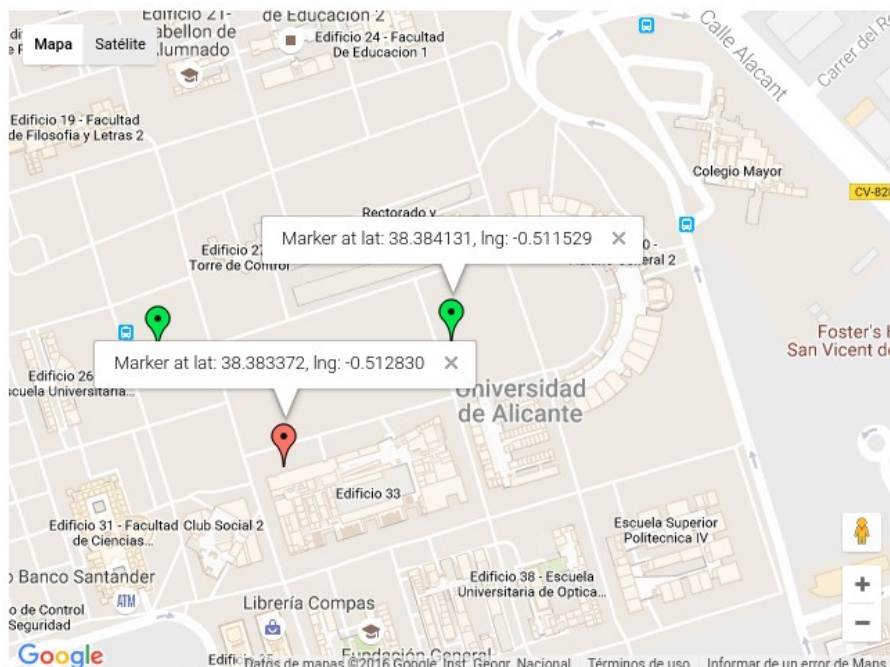 Edificio 21-
Pabellon de
Alumnado
de Educacion 2
Edificio 24 - Facultad
De Educacion 1
Mapa
Satélite
Calle Alacant
Carrer del
Edificio 19 - Facultad
de Filosofia y Letras 2
Colegio Mayor
CV-828
Rectorado y
Marker at lat: 38.384131, lng: -0.511529
Edificio 27
Torre de Control
General 2
Foster's
San Vicent de
Marker at lat: 38.383372, lng: -0.512830
Edificio 26
Escuela Universitaria...
Universidad
de Alicante
Edificio 33
Edificio 31 - Facultad
de Ciencias...
Club Social 2
Escuela Superior
Politecnica IV
Banco Santander
ATM
Edificio 38 - Escuela
Universitaria de Optica...
o de Control
Seguridad
Librería Compas
Fundación General
Google
Datos de mapas ©2016 Google, Inst. Geogr. Nacional
Términos de uso
Informar de un error de Maps